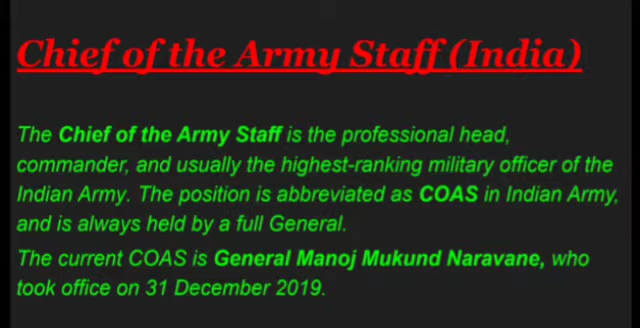 Chief of the Army Staff (India)
The Chief of the Army Staff is the professional head,
commander, and usually the highest-ranking military officer of the
Indian Army. The position is abbreviated as COAS in Indian Army,
and is always held by a full General.
The current COAS is General Manoj Mukund Naravane, who
took office on 31 December 2019.